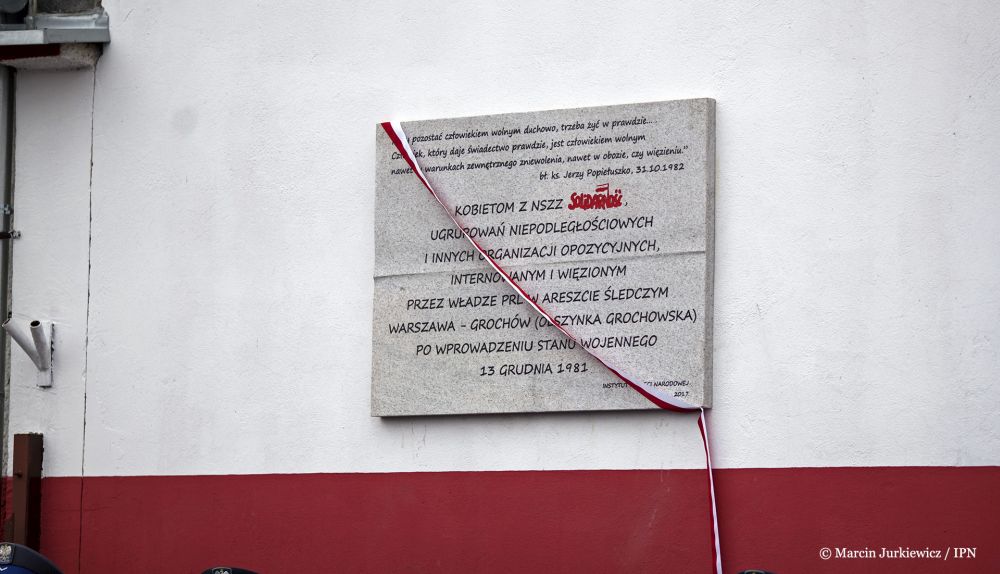 pozostać człowiekiem wolnym duchowo, trzeba żyć w prawdzie...
który daje świadectwo prawdzie, jest człowiekiem wolnym
nawet warunkach zewnętrznego zniewolenia, nawet w obozie, czy więzieniu."
bł. ks. Jerzy Popiełuszko, 31.10.1982
KOBIETOM Z NSZZ SOLIDARNOŚĆ,
UGRUPOWAŃ NIEPODLEGŁOŚCIOWYCH
I INNYCH ORGANIZACJI OPOZYCYJNYCH,
INTERNOWANYM I WIĘZIONYM
PRZEZ WŁADZE PRL W ARESZCIE ŚLEDCZYM
WARSZAWA – GROCHÓW (OLSZYNKA GROCHOWSKA)
PO WPROWADZENIU STANU WOJENNEGO
13 GRUDNIA 1981
INSTYTUT NARODOWEJ
2017
© Marcin Jurkiewicz / IPN